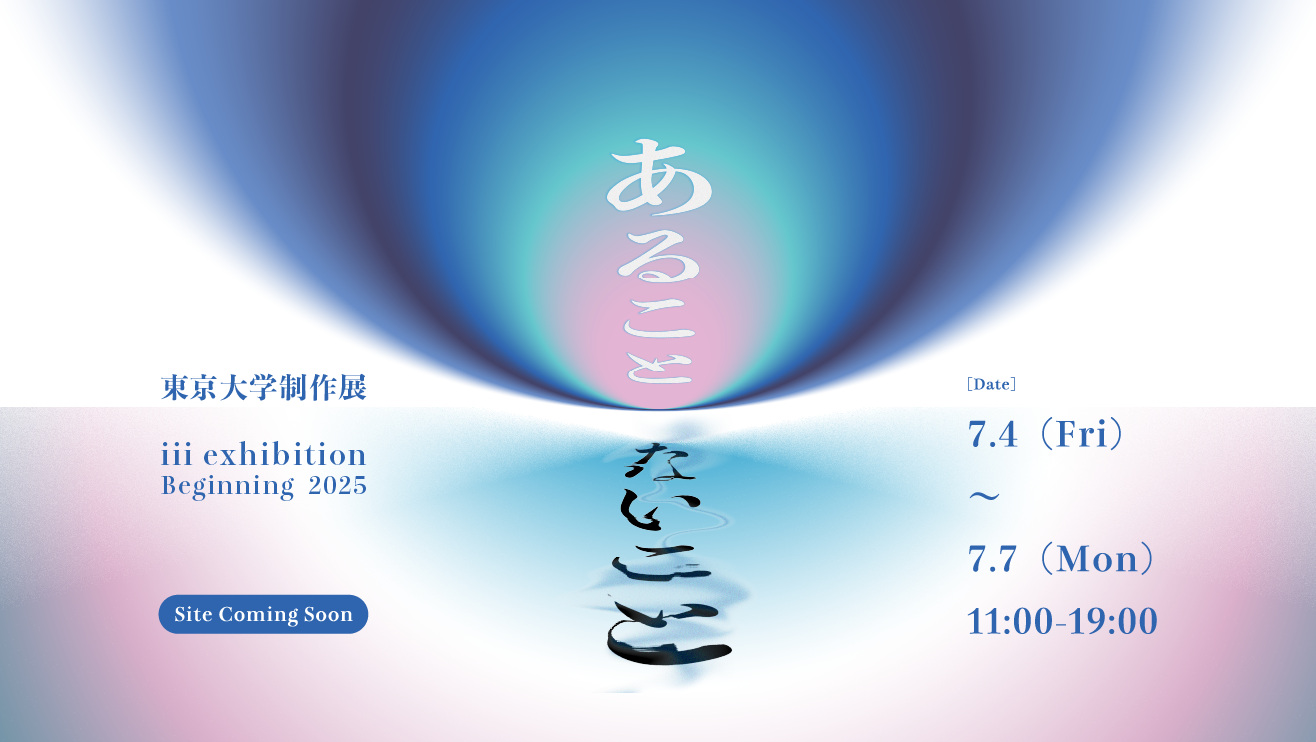 あること
ないこと
東京大学制作展
iii exhibition
Beginning 2025
Site Coming Soon
[Date]
7.4（Fri）
～
7.7（Mon）
11:00-19:00